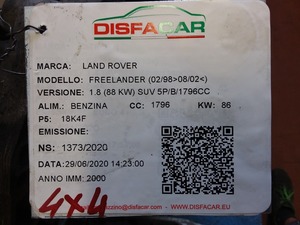 DISFACAR
MARCA: LAND ROVER
MODELLO: FREELANDER (02/98>08/02<)
VERSIONE: 1.8 (88 KW) SUV 5P/B/1796CC
ALIM.: BENZINA CC: 1796 KW: 86
P5: 18K4F
EMISSIONE:
NS: 1373/2020
DATA: 29/06/2020 14:23:00
ANNO IMM: 2000
4X4
@disfacar.com
WWW.DISFACAR.EU